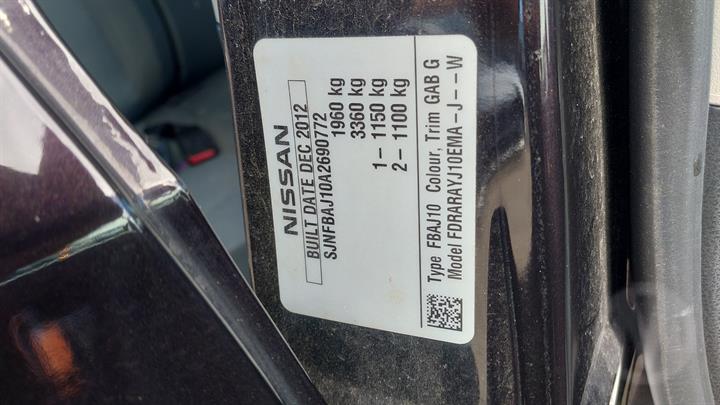 NISSAN
BUILT DATE DEC 2012
SJNFBAJ10A2690772
1960 kg
3360 kg
1- 1150 kg
2- 1100 kg
Type FBAJ10 Colour, Trim GAB G
Model FDRARAYJ10EMA-J--W